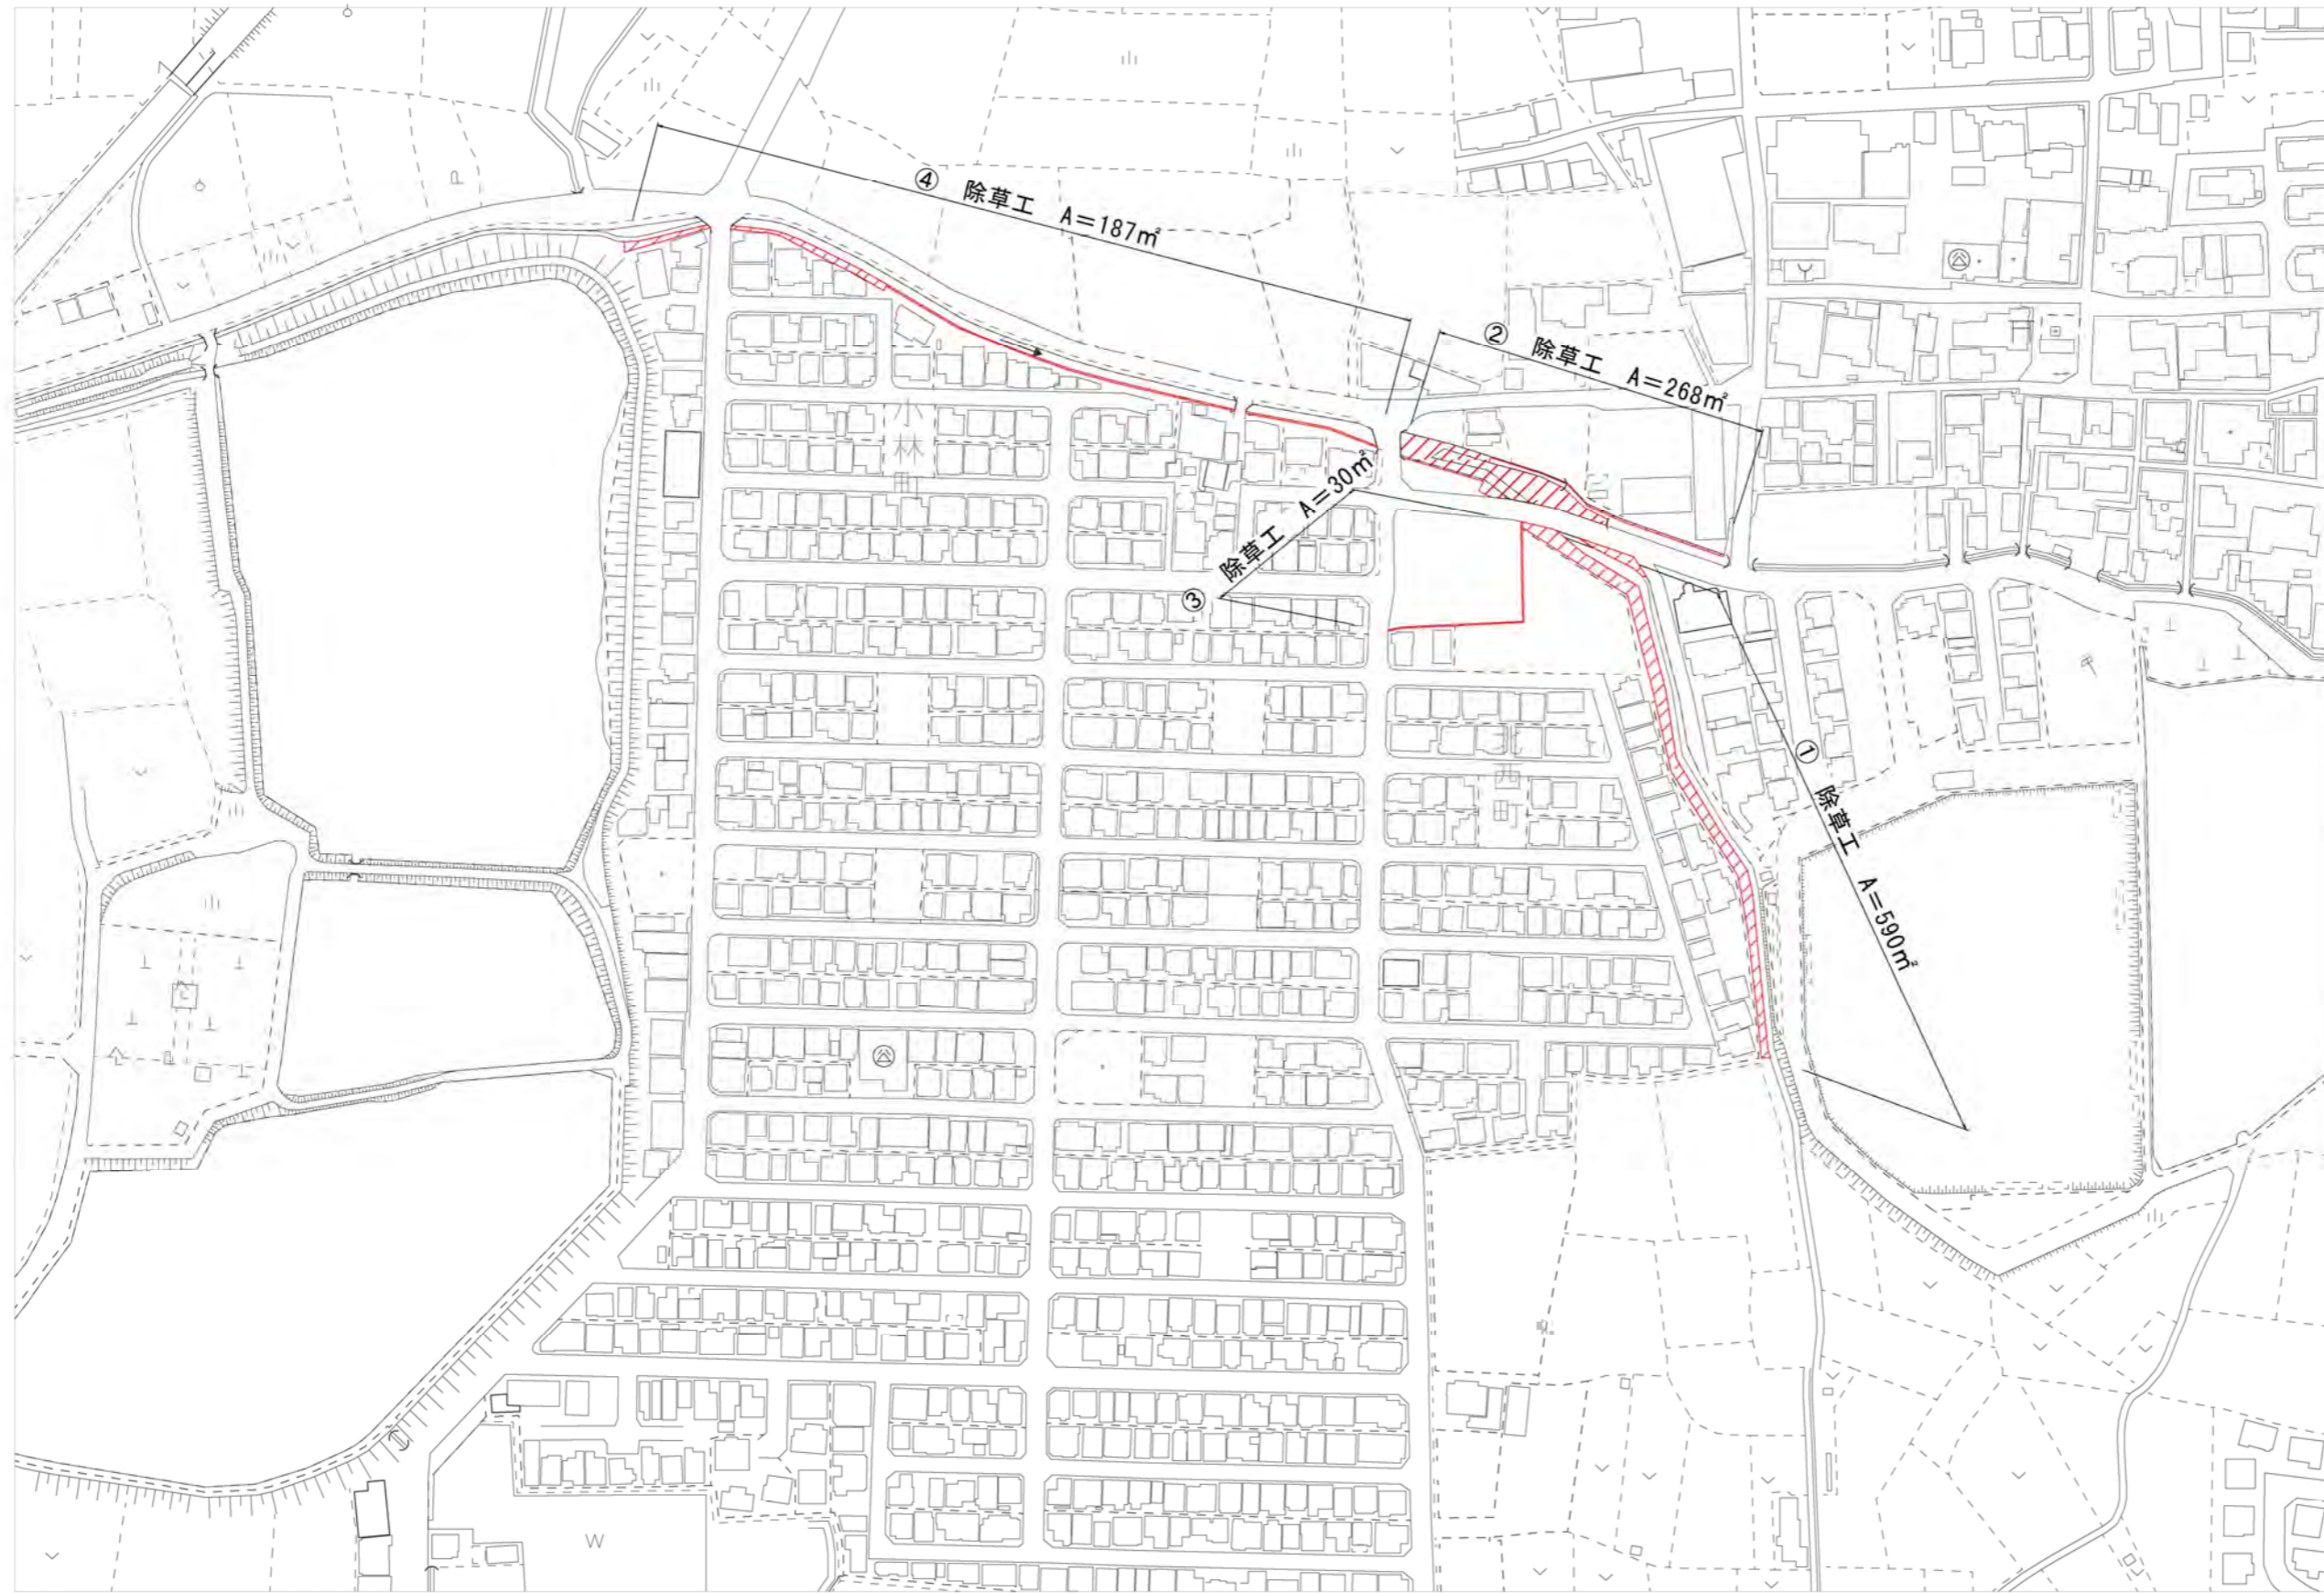 ④ 除草工 A=187㎡
② 除草工 A=268㎡
③ 除草工 A=30㎡
① 除草工 A=590㎡
小
林
町
西
町
W